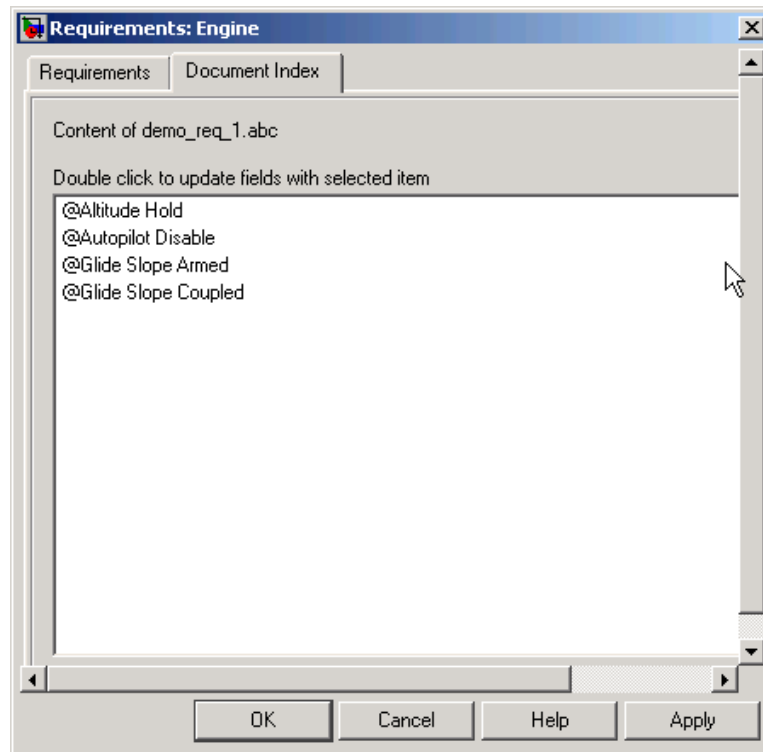 Requirements: Engine
Requirements
Document Index
Content of demo_req_1.abc
Double click to update fields with selected item
@Altitude Hold
@Autopilot Disable
@Glide Slope Armed
@Glide Slope Coupled
OK
Cancel
Help
Apply